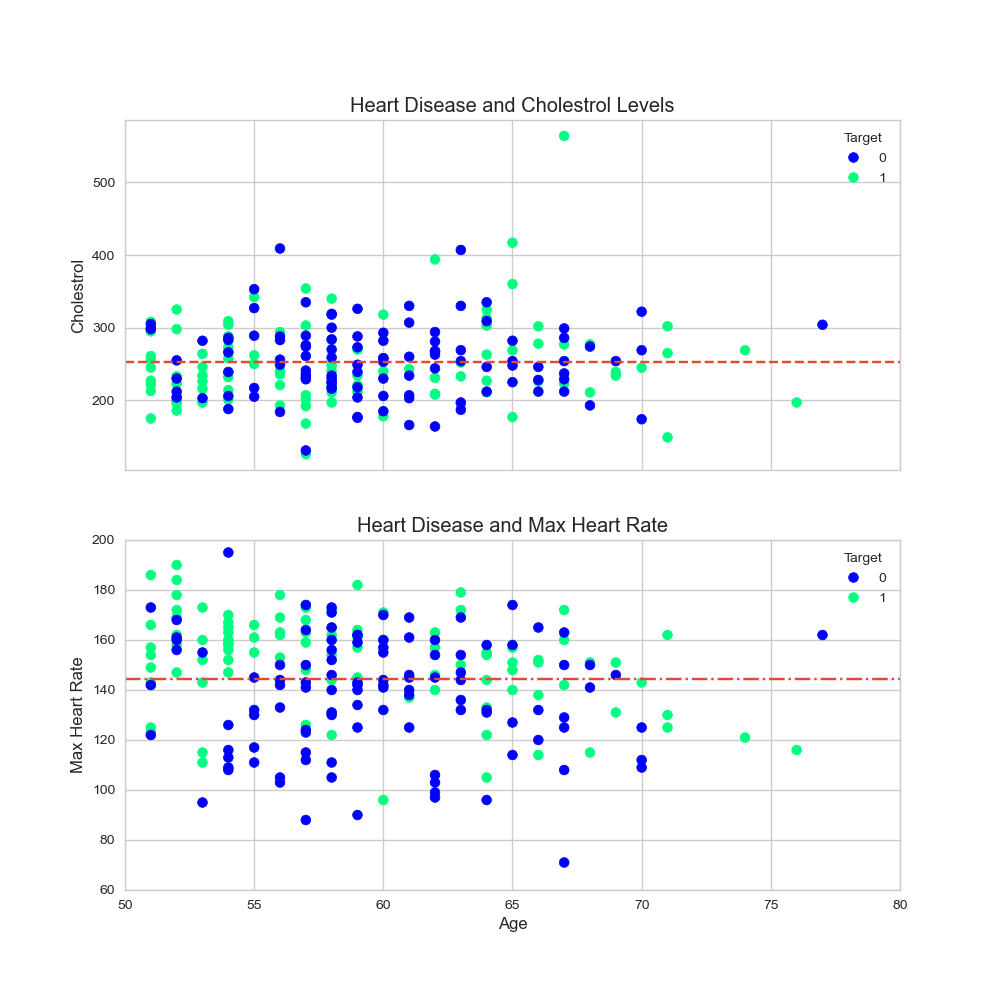 Heart Disease and Cholestrol Levels
Target
0
1
500
400
300
200
Cholestrol
Heart Disease and Max Heart Rate
Target
0
1
200
180
160
140
120
100
80
60
Max Heart Rate
50 55 60 65 70 75 80
Age